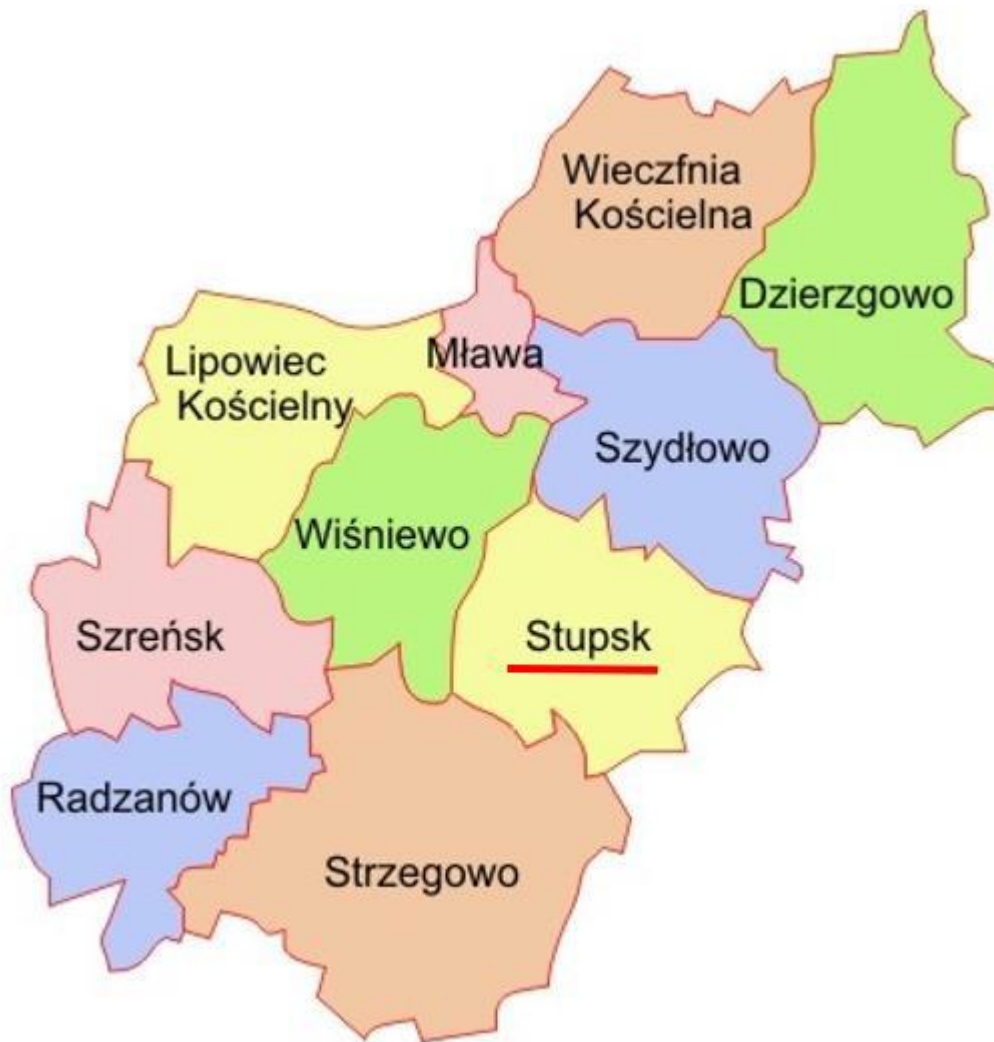 Wieczfnia
Kościelna
Dzierzgowo
Mława
Lipowiec
Kościelny
Szydłowo
Wiśniewo
Szreńsk
Stupsk
Radzanów
Strzegowo